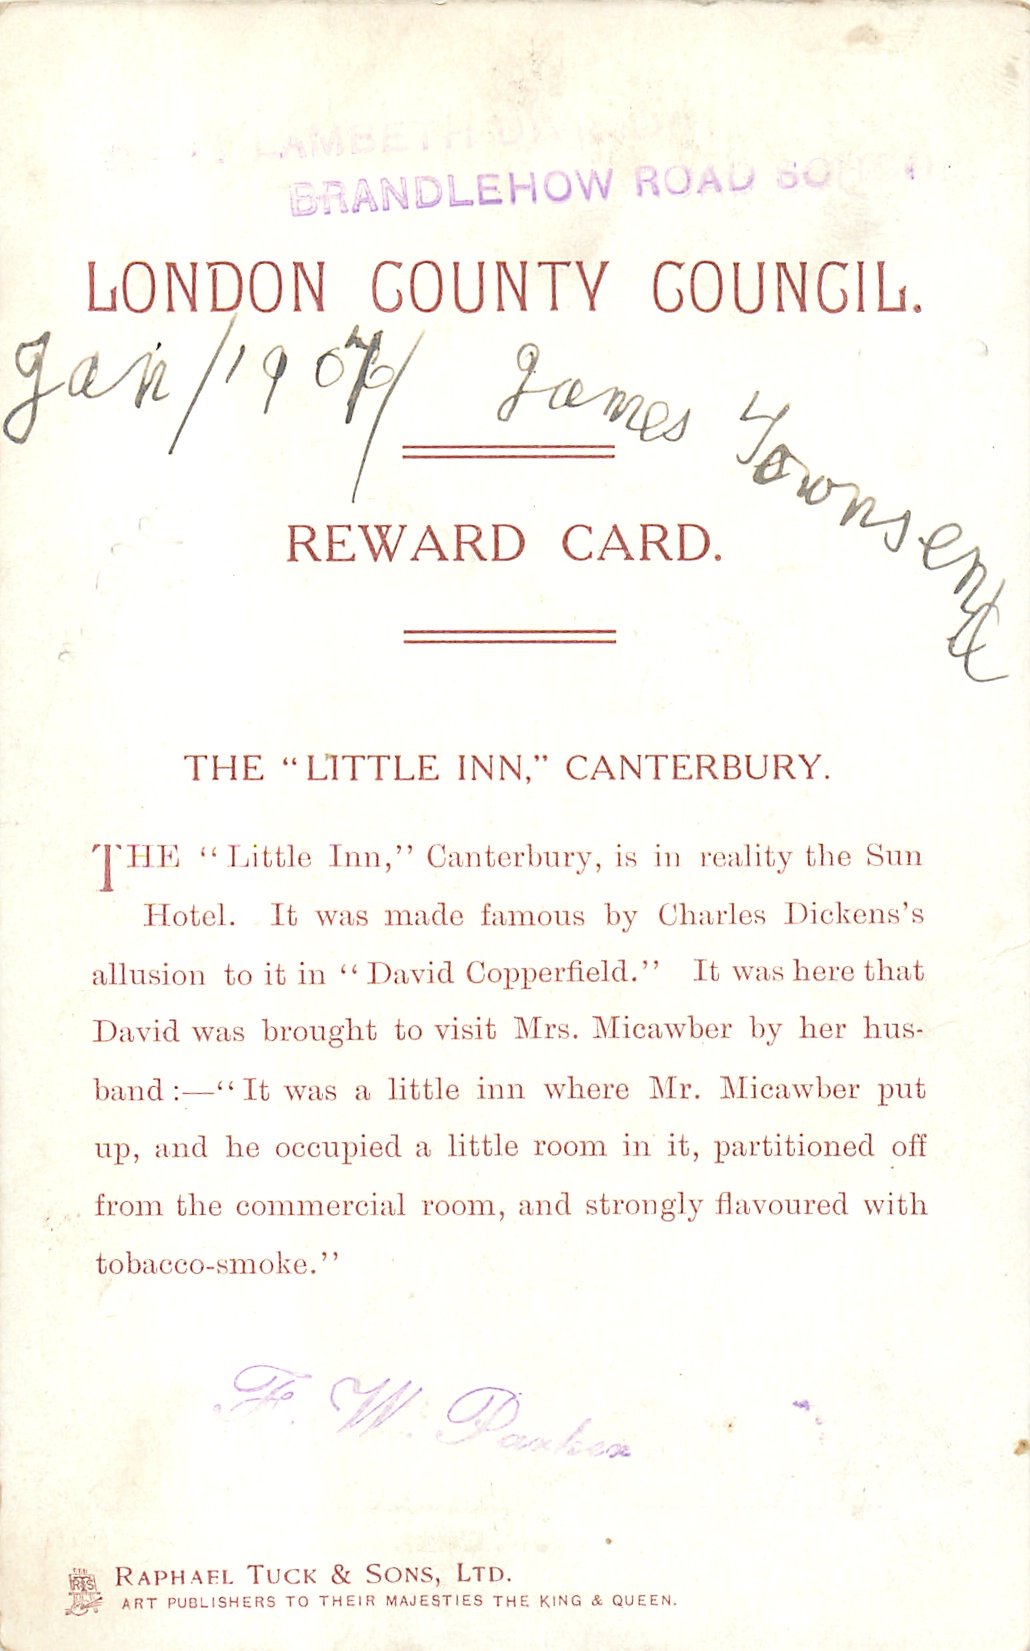 LAMBETH
BRANDLEHOW ROAD
LONDON COUNTY COUNCIL.
Jan / 1907 / James Townsend
REWARD CARD.
THE “LITTLE INN,” CANTERBURY.
THE “Little Inn,” Canterbury, is in reality the Sun
Hotel. It was made famous by Charles Dickens’s
allusion to it in “David Copperfield.” It was here that
David was brought to visit Mrs. Micawber by her hus-
band:—“It was a little inn where Mr. Micawber put
up, and he occupied a little room in it, partitioned off
from the commercial room, and strongly flavoured with
tobacco-smoke.”
F. W. Parker
RAPHAEL TUCK & SONS, LTD.
ART PUBLISHERS TO THEIR MAJESTIES THE KING & QUEEN.